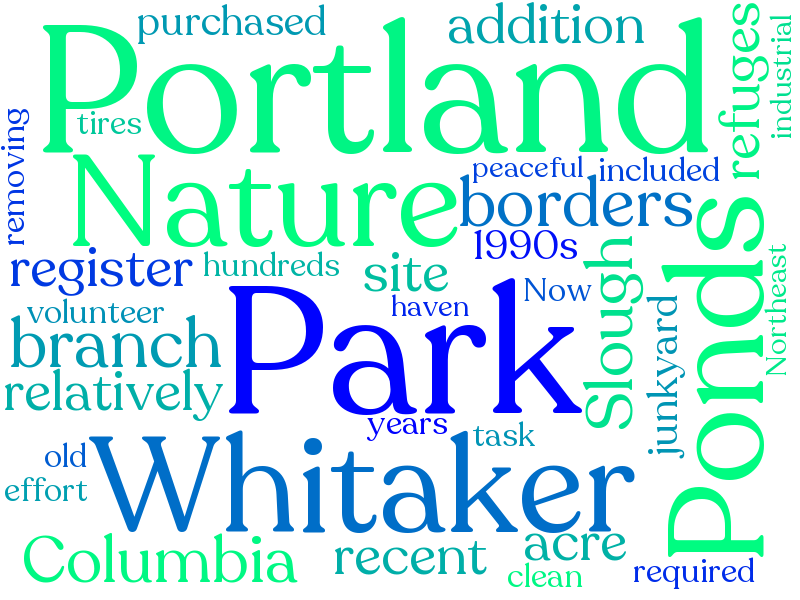 purchased
addition
Portland
tires
refuges
industrial
removing
Nature
peaceful
included
borders
1990s
register
hundreds
site
Now
haven
Slough
Northeast
volunteer
branch
Park
junkyard
Ponds
relatively
years
task
Whitaker
old
effort
Columbia
recent
acre
clean
required